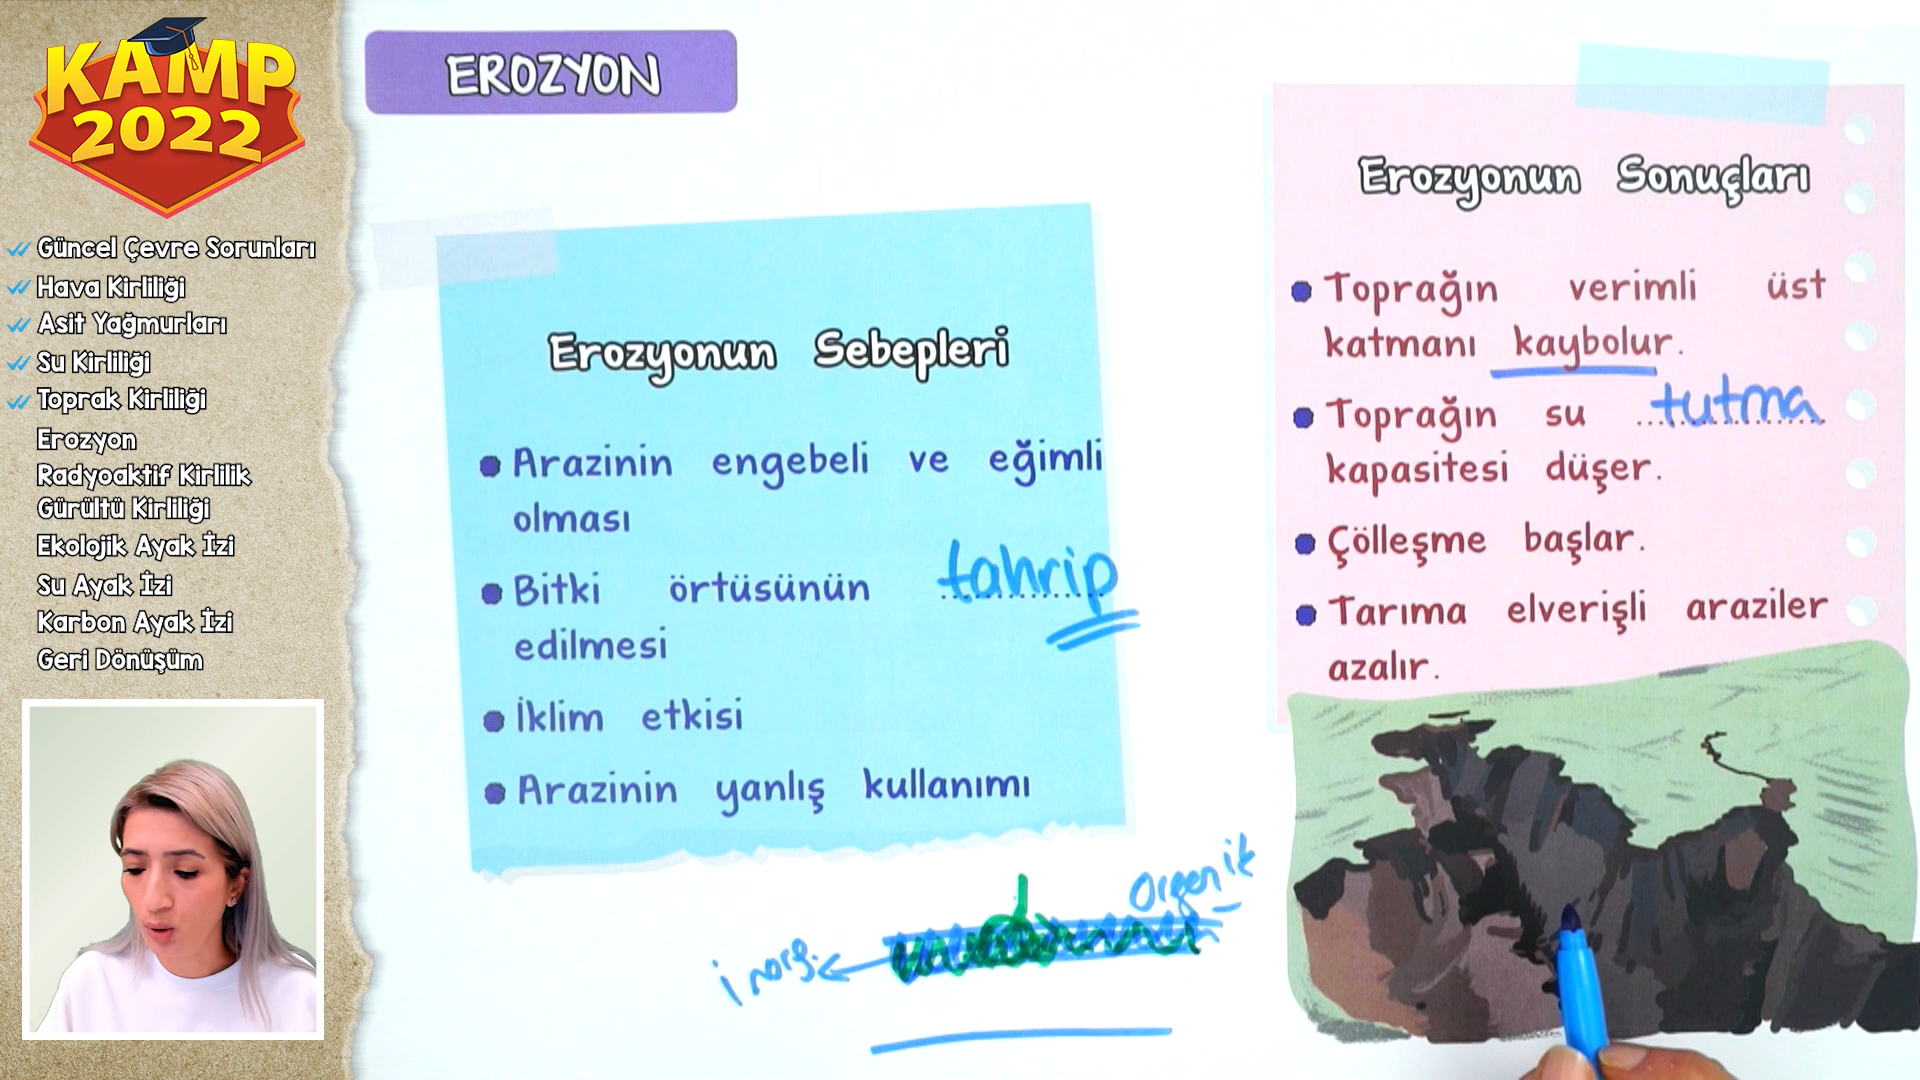 KAMP
2022
Güncel Çevre Sorunları
Hava Kirliliği
Asit Yağmurları
Su Kirliliği
Toprak Kirliliği
Erozyon
Radyoaktif Kirlilik
Gürültü Kirliliği
Ekolojik Ayak İzi
Su Ayak İzi
Karbon Ayak İzi
Geri Dönüşüm
EROZYON
Erozyonun Sebepleri
Arazinin engebeli ve eğimli
olması
Bitki örtüsünün tahrip
edilmesi
İklim etkisi
Arazinin yanlış kullanımı
Organik
inorg.
Erozyonun Sonuçları
Toprağın verimli üst
katmanı kaybolur.
Toprağın su tutma
kapasitesi düşer.
Çölleşme başlar.
Tarıma elverişli araziler
azalır.